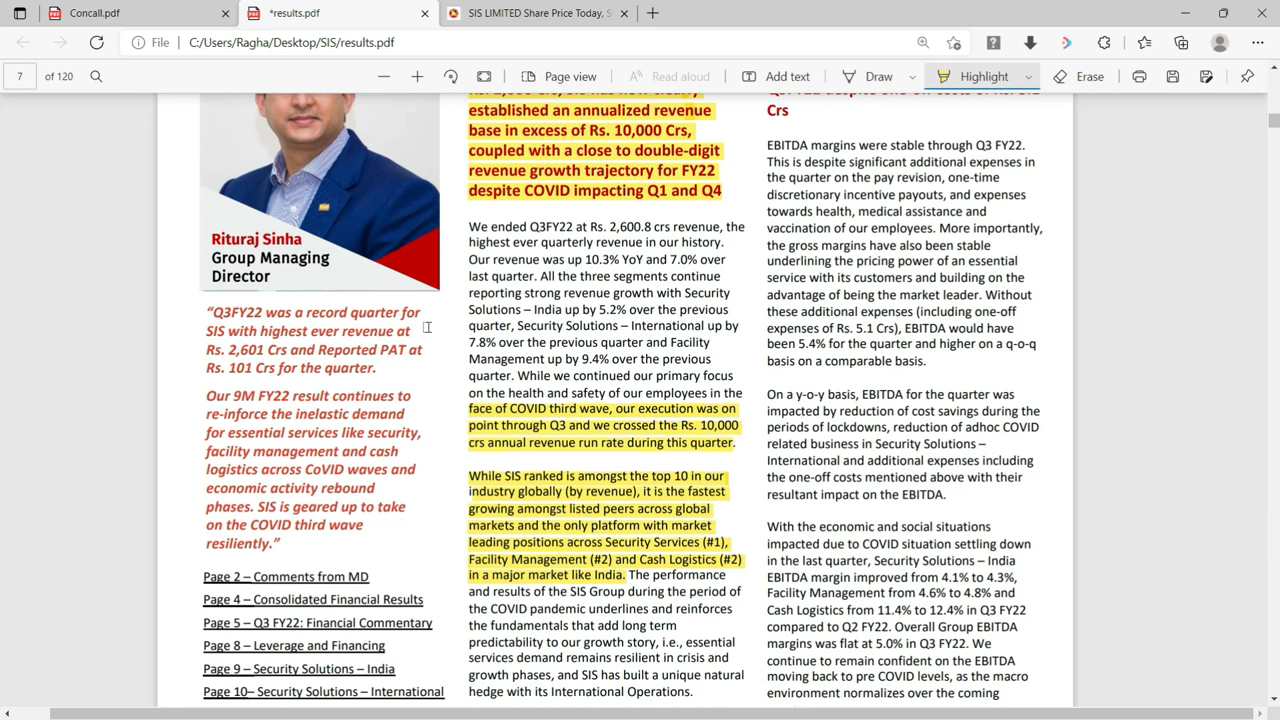 Concall.pdf
*results.pdf
SIS LIMITED Share Price Today, S
File
C:/Users/Ragha/Desktop/SIS/results.pdf
7
of 120
Page view
Read aloud
Add text
Draw
Highlight
Erase
Rituraj Sinha
Group Managing
Director
“Q3FY22 was a record quarter for
SIS with highest ever revenue at
Rs. 2,601 Crs and Reported PAT at
Rs. 101 Crs for the quarter.
Our 9M FY22 result continues to
re-inforce the inelastic demand
for essential services like security,
facility management and cash
logistics across CoVID waves and
economic activity rebound
phases. SIS is geared up to take
on the COVID third wave
resiliently.”
Page 2 – Comments from MD
Page 4 – Consolidated Financial Results
Page 5 – Q3 FY22: Financial Commentary
Page 8 – Leverage and Financing
Page 9 – Security Solutions – India
Page 10– Security Solutions – International
established an annualized revenue
base in excess of Rs. 10,000 Crs,
coupled with a close to double-digit
revenue growth trajectory for FY22
despite COVID impacting Q1 and Q4
We ended Q3FY22 at Rs. 2,600.8 crs revenue, the
highest ever quarterly revenue in our history.
Our revenue was up 10.3% YoY and 7.0% over
last quarter. All the three segments continue
reporting strong revenue growth with Security
Solutions – India up by 5.2% over the previous
quarter, Security Solutions – International up by
7.8% over the previous quarter and Facility
Management up by 9.4% over the previous
quarter. While we continued our primary focus
on the health and safety of our employees in the
face of COVID third wave, our execution was on
point through Q3 and we crossed the Rs. 10,000
crs annual revenue run rate during this quarter.
While SIS ranked is amongst the top 10 in our
industry globally (by revenue), it is the fastest
growing amongst listed peers across global
markets and the only platform with market
leading positions across Security Services (#1),
Facility Management (#2) and Cash Logistics (#2)
in a major market like India. The performance
and results of the SIS Group during the period of
the COVID pandemic underlines and reinforces
the fundamentals that add long term
predictability to our growth story, i.e., essential
services demand remains resilient in crisis and
growth phases, and SIS has built a unique natural
hedge with its International Operations.
Crs
EBITDA margins were stable through Q3 FY22.
This is despite significant additional expenses in
the quarter on the pay revision, one-time
discretionary incentive payouts, and expenses
towards health, medical assistance and
vaccination of our employees. More importantly,
the gross margins have also been stable
underlining the pricing power of an essential
service with its customers and building on the
advantage of being the market leader. Without
these additional expenses (including one-off
expenses of Rs. 5.1 Crs), EBITDA would have
been 5.4% for the quarter and higher on a q-o-q
basis on a comparable basis.
On a y-o-y basis, EBITDA for the quarter was
impacted by reduction of cost savings during the
periods of lockdowns, reduction of adhoc COVID
related business in Security Solutions –
International and additional expenses including
the one-off costs mentioned above with their
resultant impact on the EBITDA.
With the economic and social situations
impacted due to COVID situation settling down
in the last quarter, Security Solutions – India
EBITDA margin improved from 4.1% to 4.3%,
Facility Management from 4.6% to 4.8% and
Cash Logistics from 11.4% to 12.4% in Q3 FY22
compared to Q2 FY22. Overall Group EBITDA
margins was flat at 5.0% in Q3 FY22. We
continue to remain confident on the EBITDA
moving back to pre COVID levels, as the macro
environment normalizes over the coming